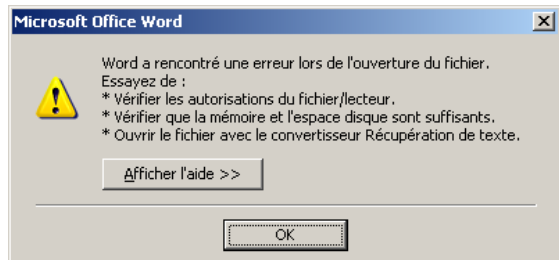 Microsoft Office Word
Word a rencontré une erreur lors de l'ouverture du fichier.
Essayez de :
* Vérifier les autorisations du fichier/lecteur.
* Vérifier que la mémoire et l'espace disque sont suffisants.
* Ouvrir le fichier avec le convertisseur Récupération de texte.
Afficher l'aide >>
OK